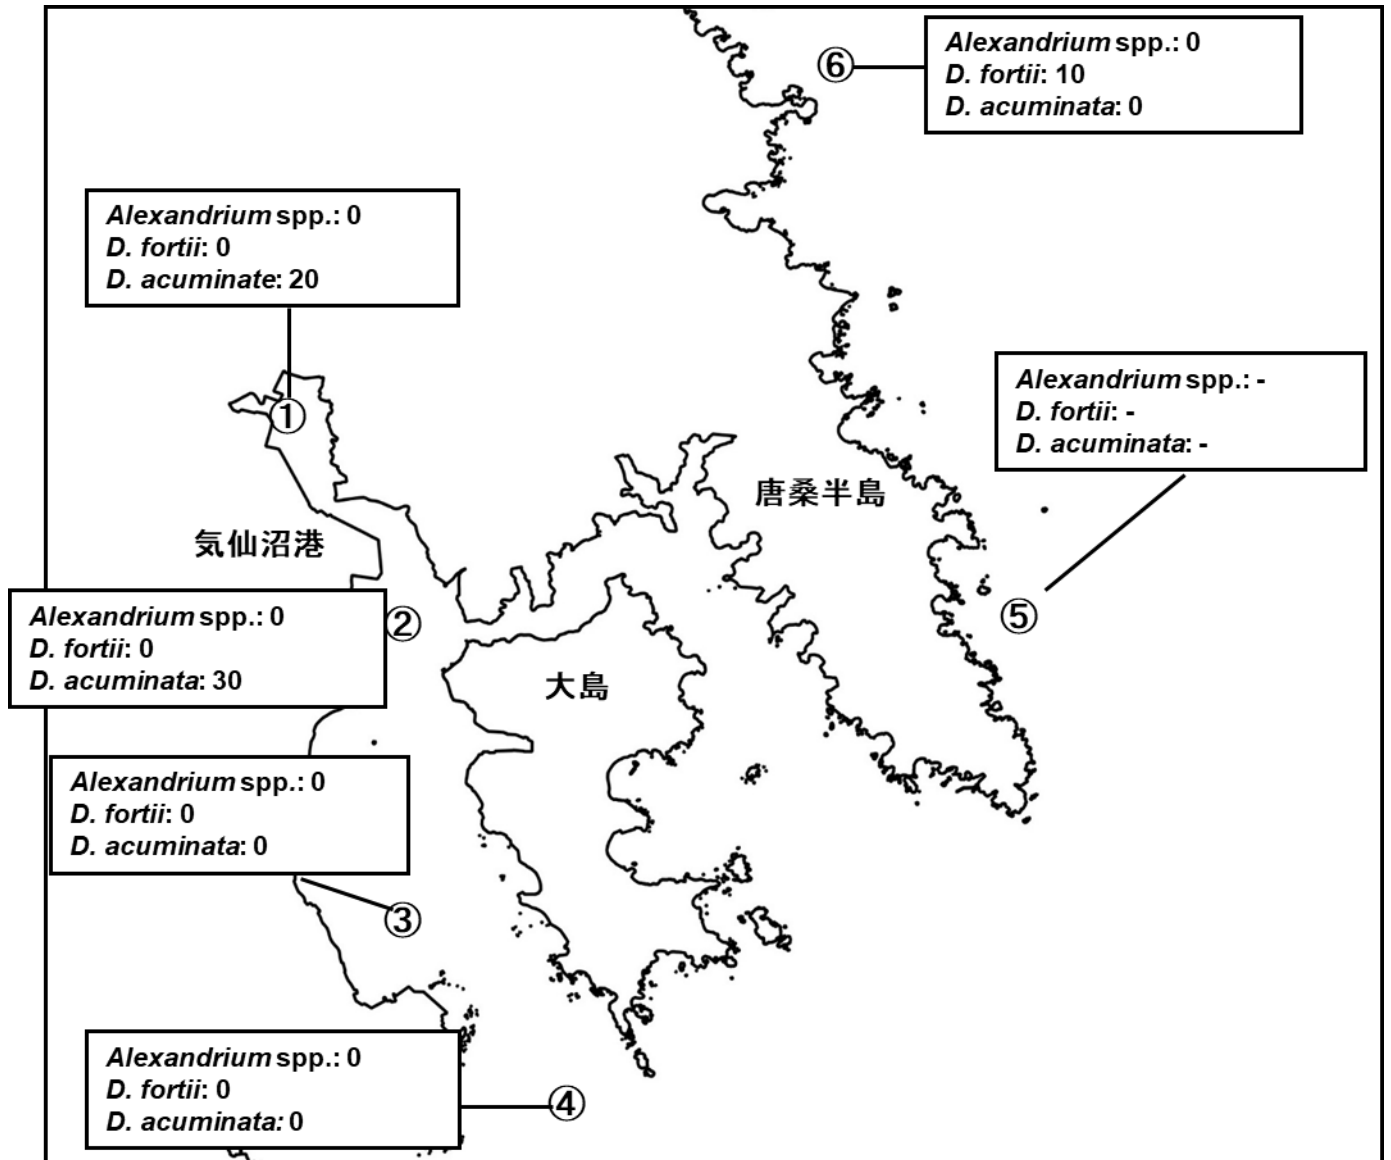 ⑥
Alexandrium spp.: 0
D. fortii: 10
D. acuminata: 0
Alexandrium spp.: 0
D. fortii: 0
D. acuminate: 20
①
Alexandrium spp.: -
D. fortii: -
D. acuminata: -
唐桑半島
気仙沼港
⑤
Alexandrium spp.: 0
D. fortii: 0
D. acuminata: 30
②
大島
Alexandrium spp.: 0
D. fortii: 0
D. acuminata: 0
③
Alexandrium spp.: 0
D. fortii: 0
D. acuminata: 0
④